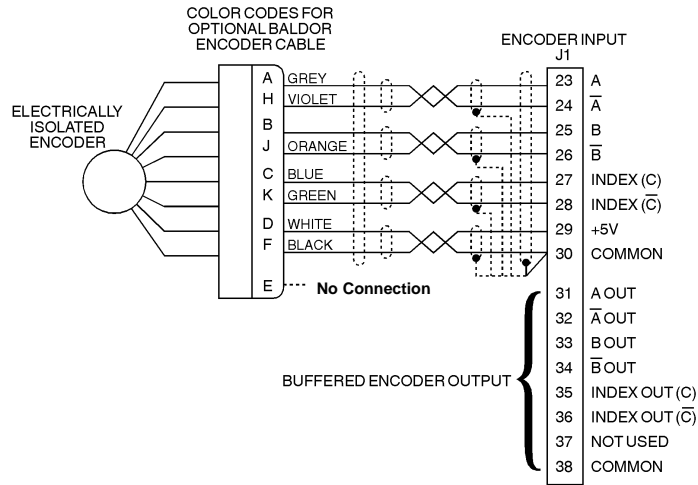 COLOR CODES FOR
OPTIONAL BALDOR
ENCODER CABLE
ENCODER INPUT
J1
ELECTRICALLY
ISOLATED
ENCODER
A GREY 23 A
H VIOLET 24 A̅
B 25 B
J ORANGE 26 B̅
C BLUE 27 INDEX (C)
K GREEN 28 INDEX (C̅)
D WHITE 29 +5V
F BLACK 30 COMMON
E No Connection
31 A OUT
32 A̅ OUT
33 B OUT
34 B̅ OUT
BUFFERED ENCODER OUTPUT
35 INDEX OUT (C)
36 INDEX OUT (C̅)
37 NOT USED
38 COMMON